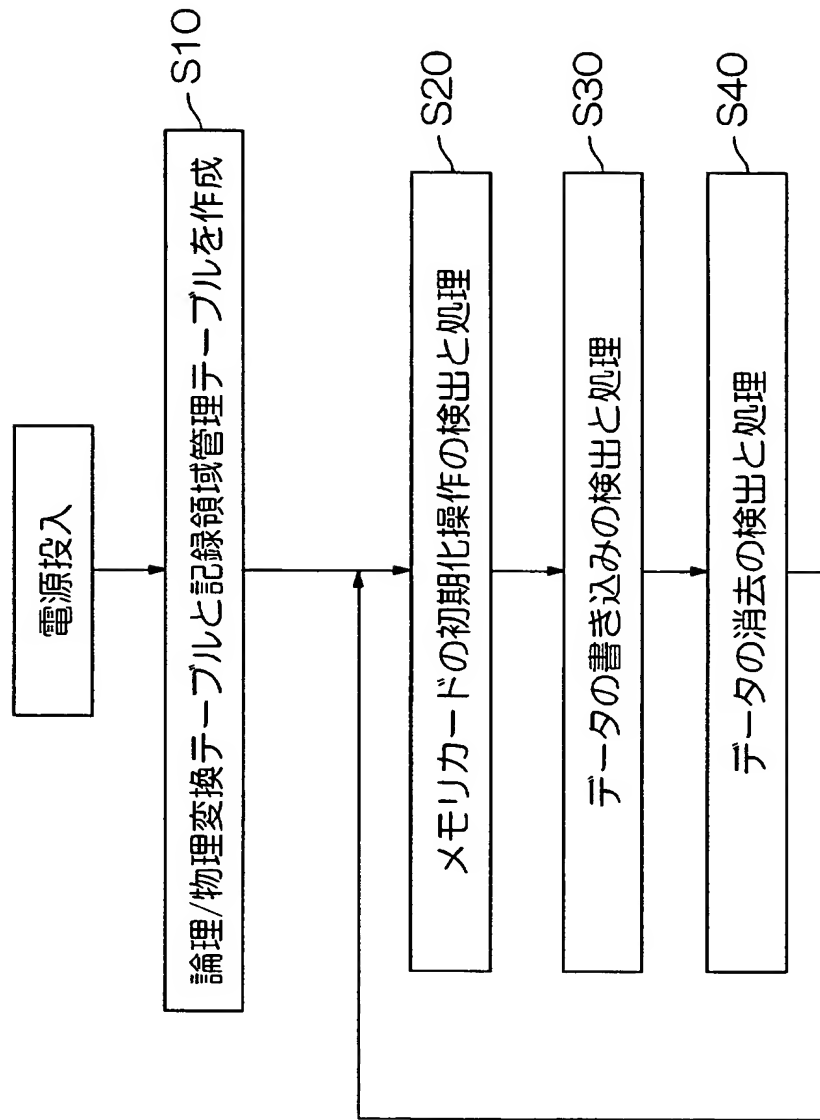 電源投入
論理/物理変換テーブルと記録領域管理テーブルを作成
S10
メモリカードの初期化操作の検出と処理
S20
データの書き込みの検出と処理
S30
データの消去の検出と処理
S40